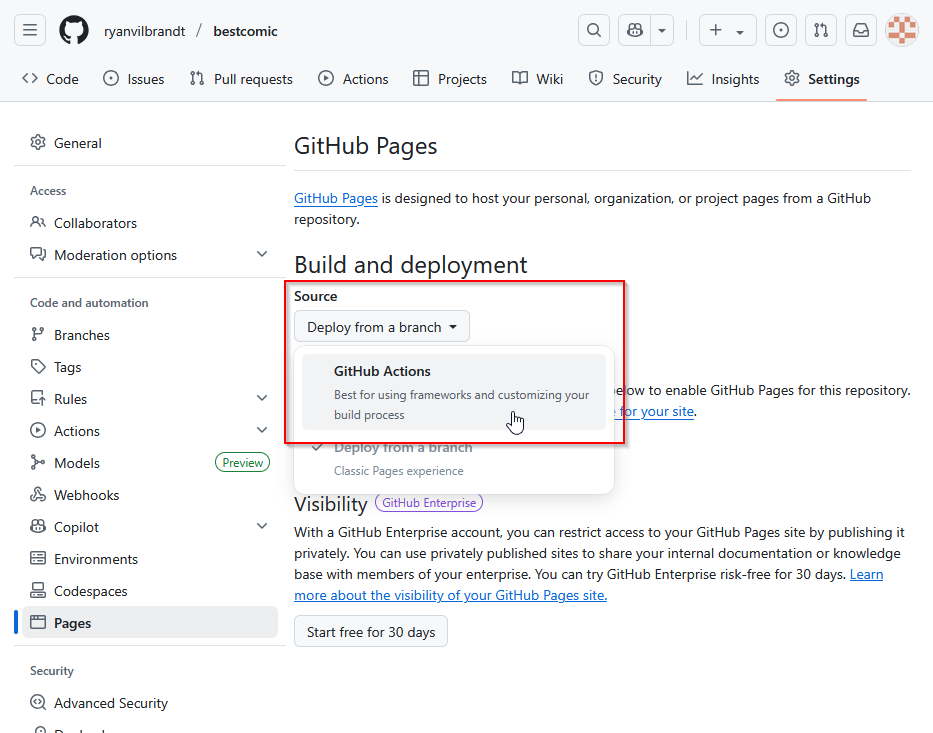 ryanvilbrandt / bestcomic
Code Issues Pull requests Actions Projects Wiki Security Insights Settings
General
Access
Collaborators
Moderation options
Code and automation
Branches
Tags
Rules
Actions
Models Preview
Webhooks
Copilot
Environments
Codespaces
Pages
Security
Advanced Security
GitHub Pages
GitHub Pages is designed to host your personal, organization, or project pages from a GitHub
repository.
Build and deployment
Source
Deploy from a branch
GitHub Actions
Best for using frameworks and customizing your
build process
Deploy from a branch
Classic Pages experience
elow to enable GitHub Pages for this repository.
for your site.
Visibility GitHub Enterprise
With a GitHub Enterprise account, you can restrict access to your GitHub Pages site by publishing it
privately. You can use privately published sites to share your internal documentation or knowledge
base with members of your enterprise. You can try GitHub Enterprise risk-free for 30 days. Learn
more about the visibility of your GitHub Pages site.
Start free for 30 days